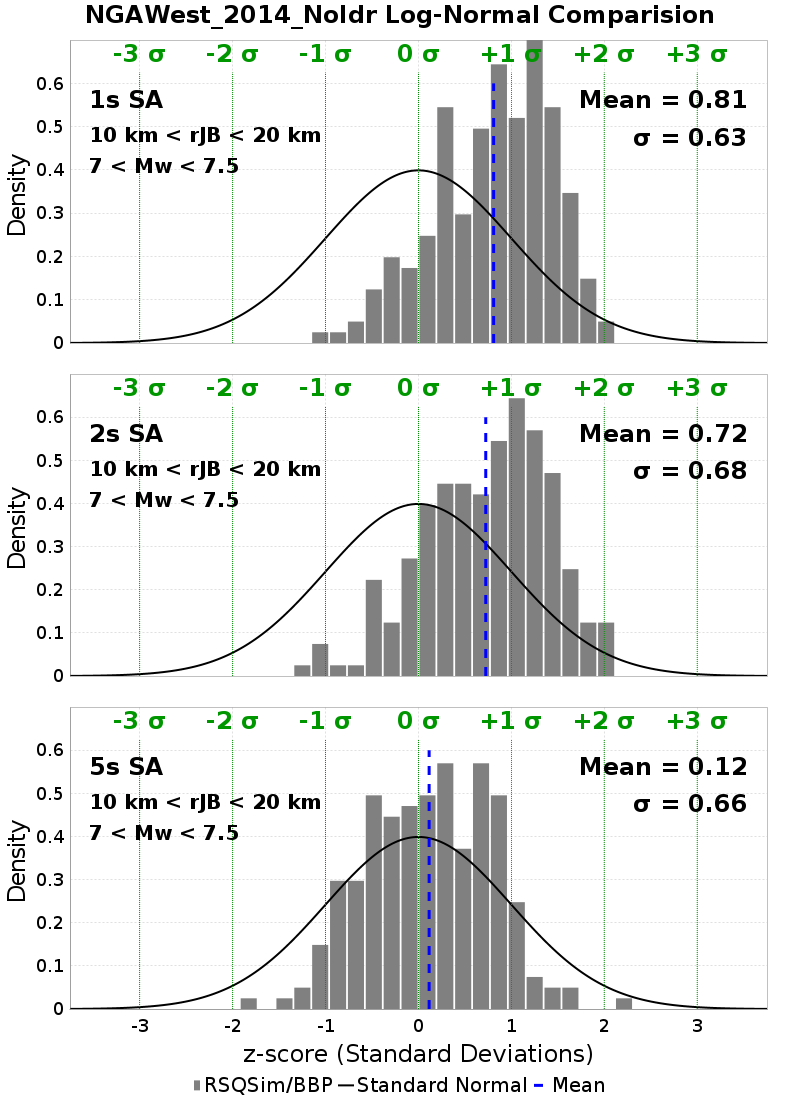 NGAWest_2014_NoIdr Log-Normal Comparision
-3 σ -2 σ -1 σ 0 σ +1 σ +2 σ +3 σ
1s SA
Mean = 0.81
10 km < rJB < 20 km
σ = 0.63
7 < Mw < 7.5
0.6
0.5
0.4
0.3
0.2
0.1
0
Density
-3 σ -2 σ -1 σ 0 σ +1 σ +2 σ +3 σ
2s SA
Mean = 0.72
10 km < rJB < 20 km
σ = 0.68
7 < Mw < 7.5
0.6
0.5
0.4
0.3
0.2
0.1
0
Density
-3 σ -2 σ -1 σ 0 σ +1 σ +2 σ +3 σ
5s SA
Mean = 0.12
10 km < rJB < 20 km
σ = 0.66
7 < Mw < 7.5
0.6
0.5
0.4
0.3
0.2
0.1
0
Density
-3 -2 -1 0 1 2 3
z-score (Standard Deviations)
RSQSim/BBP Standard Normal Mean